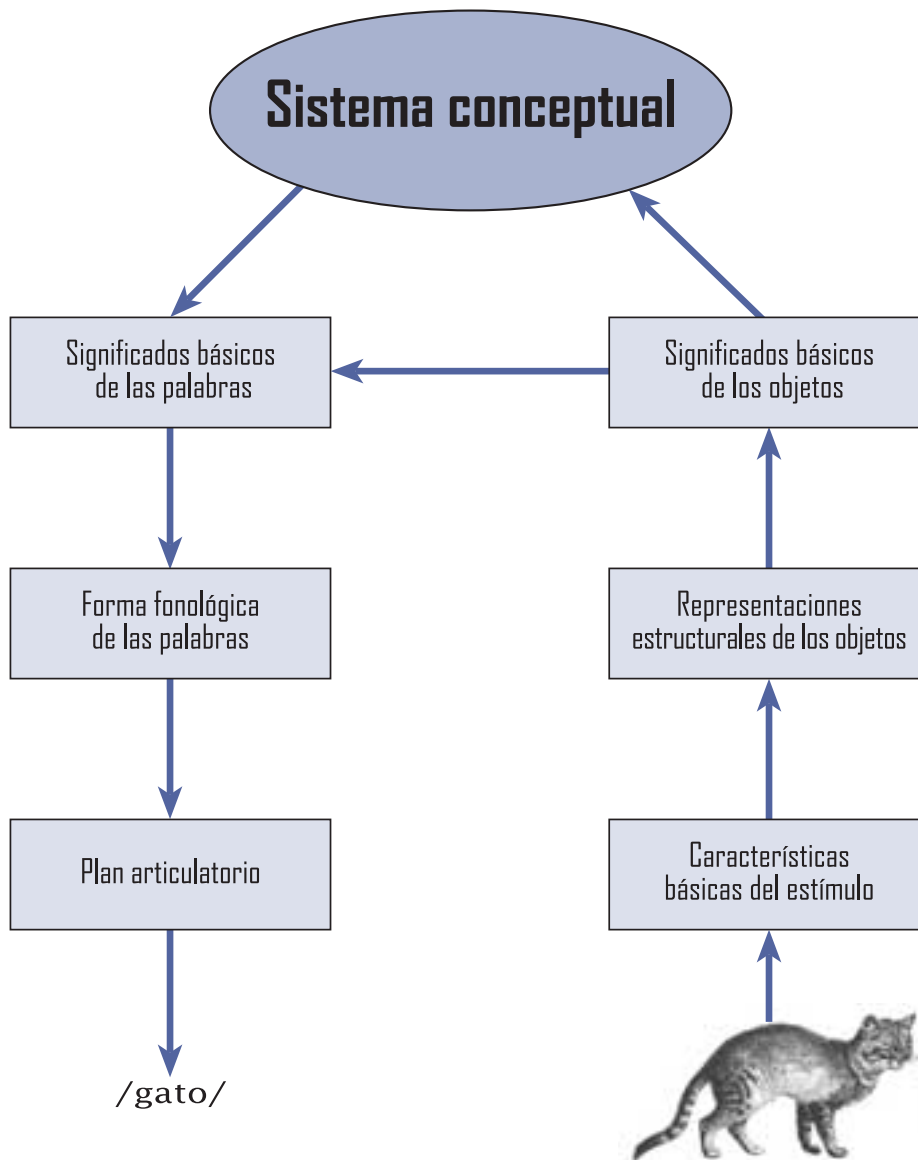 Sistema conceptual
Significados básicos
de las palabras
Significados básicos
de los objetos
Forma fonológica
de las palabras
Representaciones
estructurales de los objetos
Plan articulatorio
Características
básicas del estímulo
/gato/